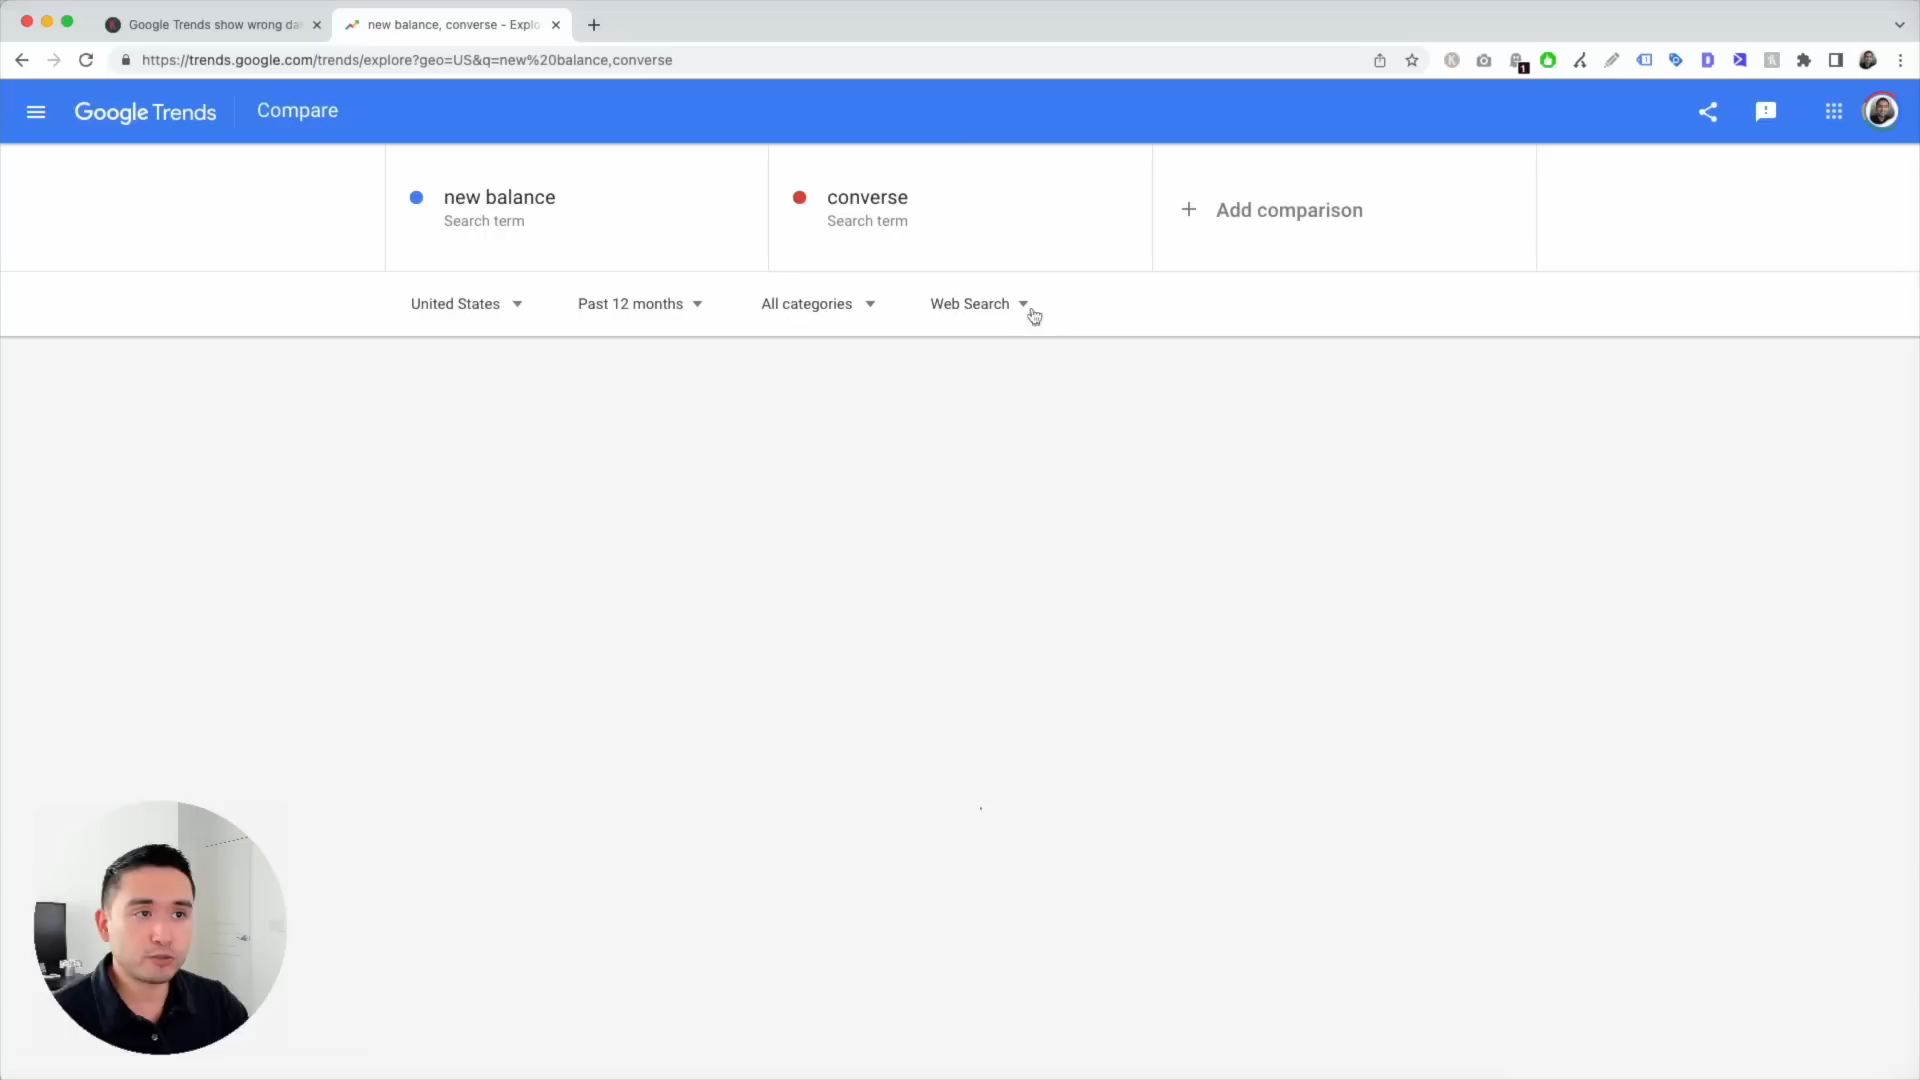 Google Trends show wrong da
new balance, converse - Explo
https://trends.google.com/trends/explore?geo=US&q=new%20balance,converse
1
Google Trends
Compare
new balance
Search term
converse
Search term
+ Add comparison
United States
Past 12 months
All categories
Web Search